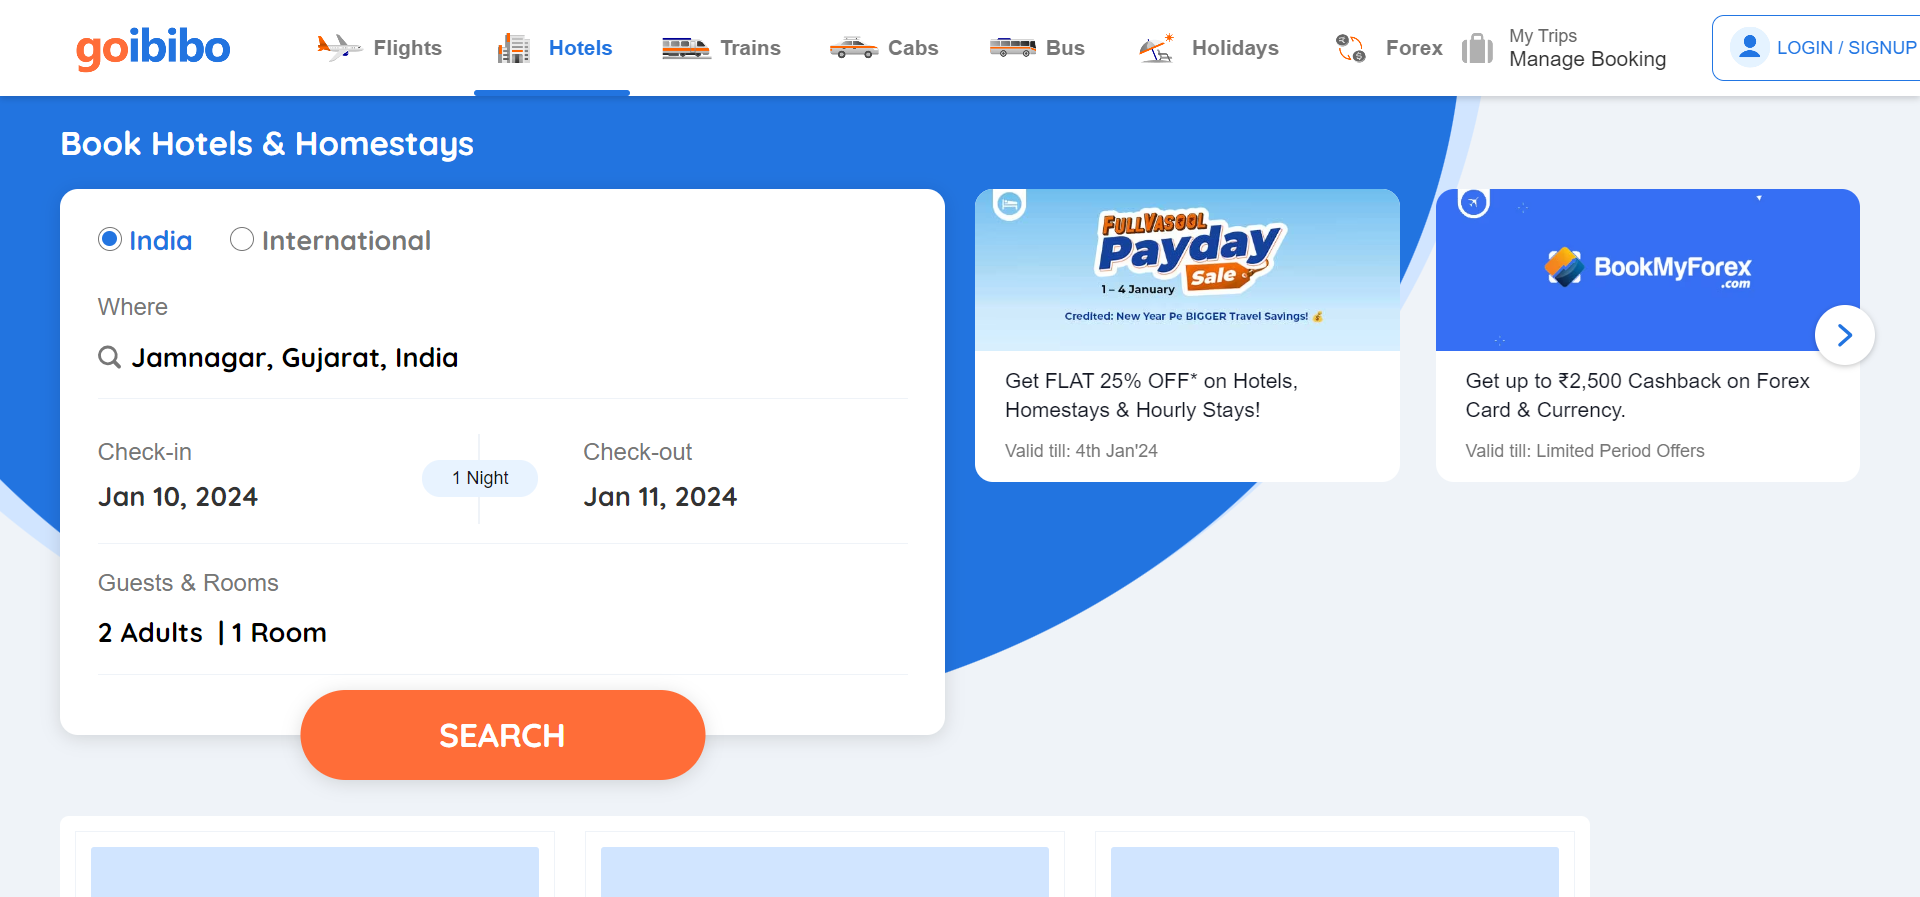 goibibo
Flights
Hotels
Trains
Cabs
Bus
Holidays
Forex
My Trips
Manage Booking
LOGIN / SIGNUP
Book Hotels & Homestays
India
International
Where
Jamnagar, Gujarat, India
Check-in
Jan 10, 2024
1 Night
Check-out
Jan 11, 2024
Guests & Rooms
2 Adults | 1 Room
SEARCH
FULLVASOOL
Payday
Sale
1 – 4 January
Credited: New Year Pe BIGGER Travel Savings!
Get FLAT 25% OFF* on Hotels,
Homestays & Hourly Stays!
Valid till: 4th Jan'24
BookMyForex
.com
Get up to ₹2,500 Cashback on Forex
Card & Currency.
Valid till: Limited Period Offers